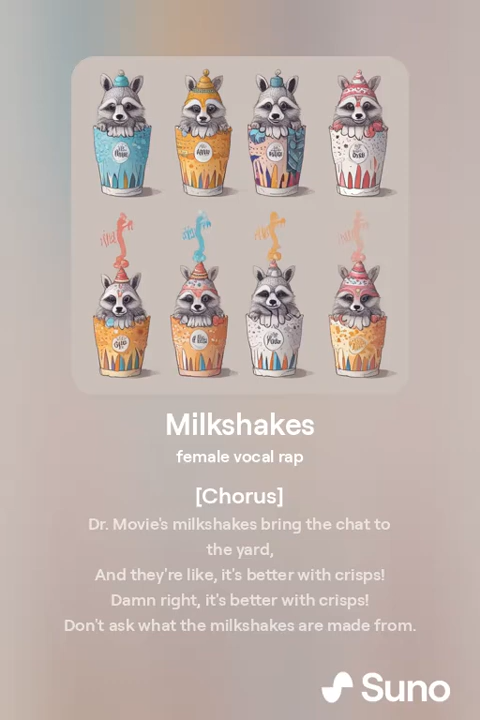 Milkshakes
female vocal rap
[Chorus]
Dr. Movie's milkshakes bring the chat to
the yard,
And they're like, it's better with crisps!
Damn right, it's better with crisps!
Don't ask what the milkshakes are made from.
Suno